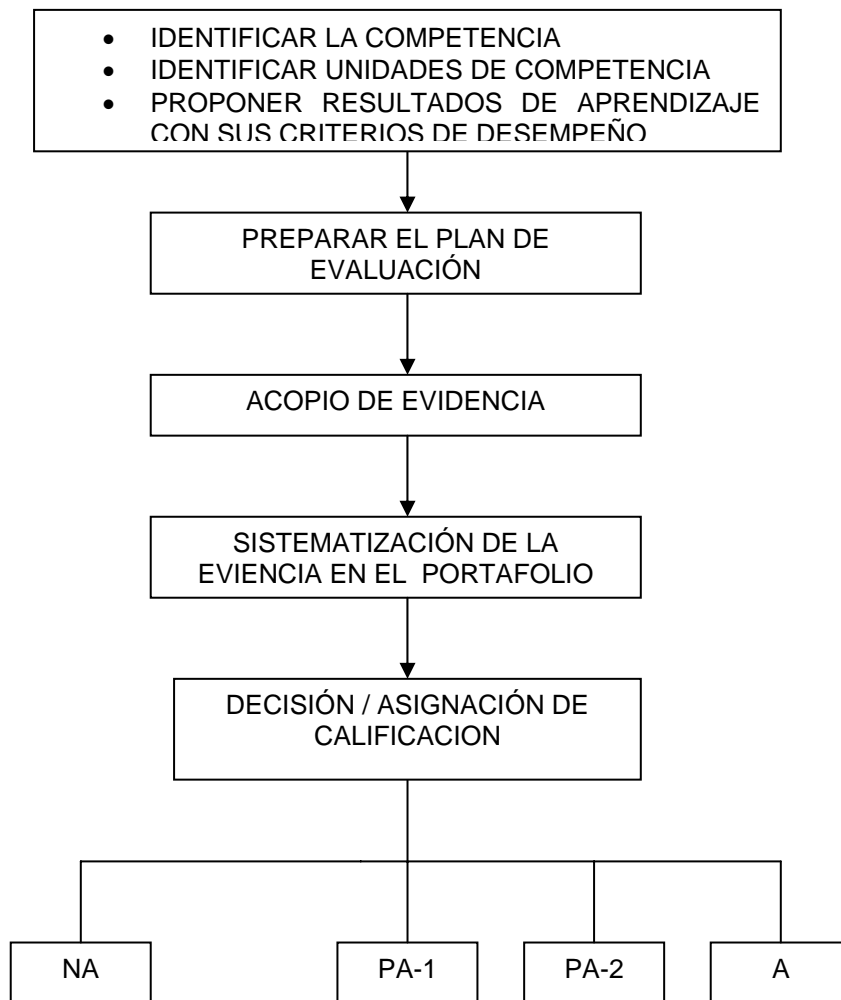 • IDENTIFICAR LA COMPETENCIA
• IDENTIFICAR UNIDADES DE COMPETENCIA
• PROPONER RESULTADOS DE APRENDIZAJE
CON SUS CRITERIOS DE DESEMPEÑO
PREPARAR EL PLAN DE
EVALUACIÓN
ACOPIO DE EVIDENCIA
SISTEMATIZACIÓN DE LA
EVIENCIA EN EL PORTAFOLIO
DECISIÓN / ASIGNACIÓN DE
CALIFICACION
NA
PA-1
PA-2
A